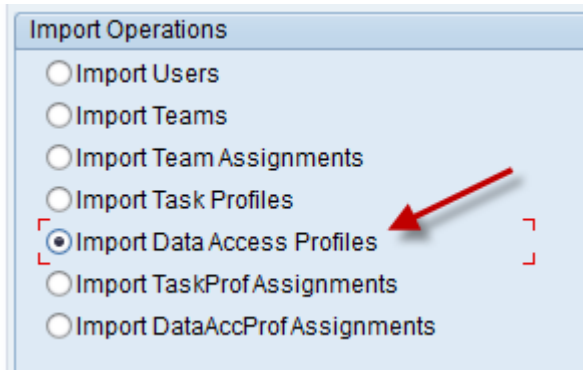 Import Operations
Import Users
Import Teams
Import Team Assignments
Import Task Profiles
Import Data Access Profiles
Import TaskProf Assignments
Import DataAccProf Assignments